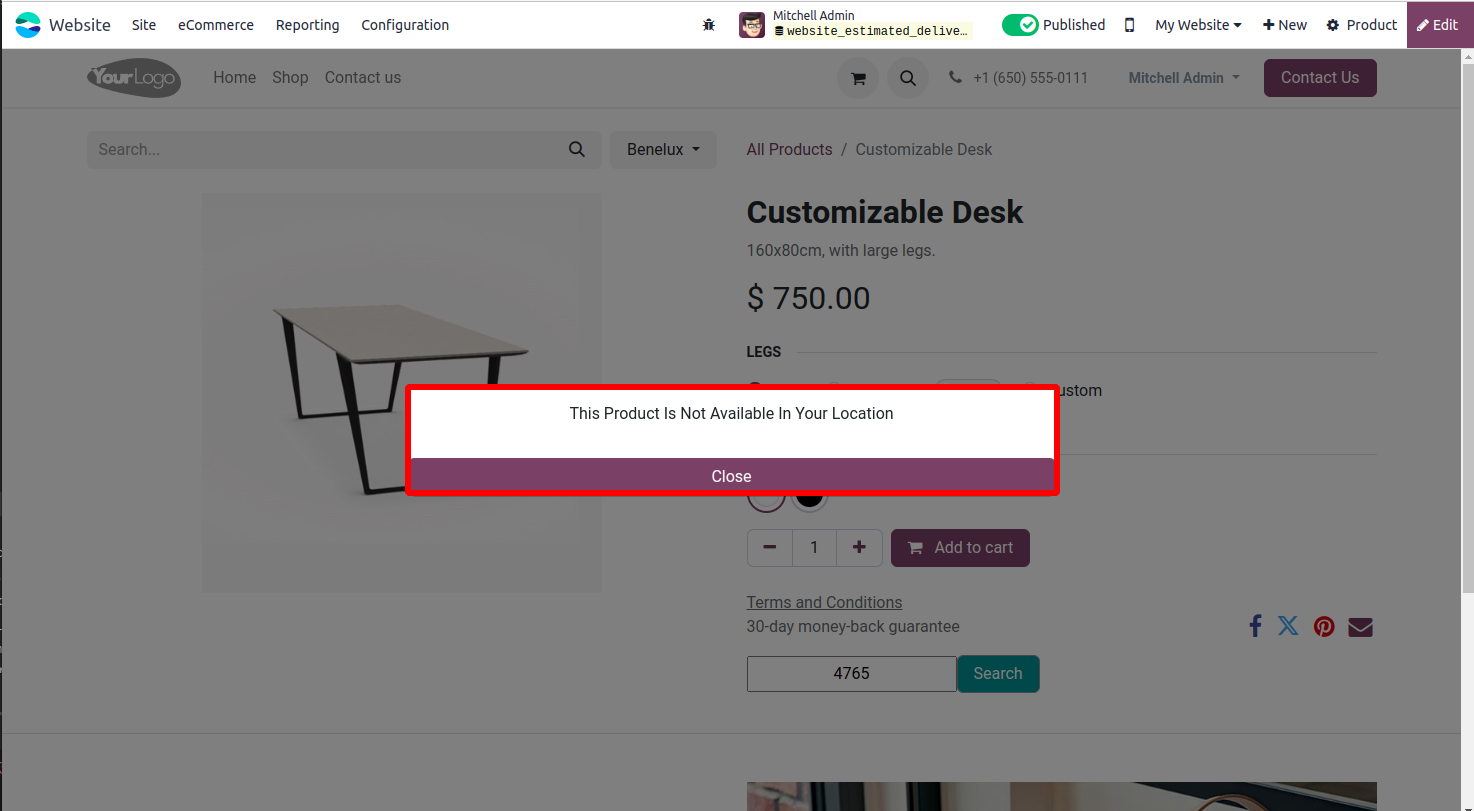 Website Site eCommerce Reporting Configuration
Mitchell Admin
website_estimated_delive…
Published My Website New Product Edit
YourLogo Home Shop Contact us +1 (650) 555-0111 Mitchell Admin Contact Us
Search... Benelux All Products / Customizable Desk
Customizable Desk
160x80cm, with large legs.
$ 750.00
LEGS
ustom
This Product Is Not Available In Your Location
Close
1 Add to cart
Terms and Conditions
30-day money-back guarantee
4765 Search